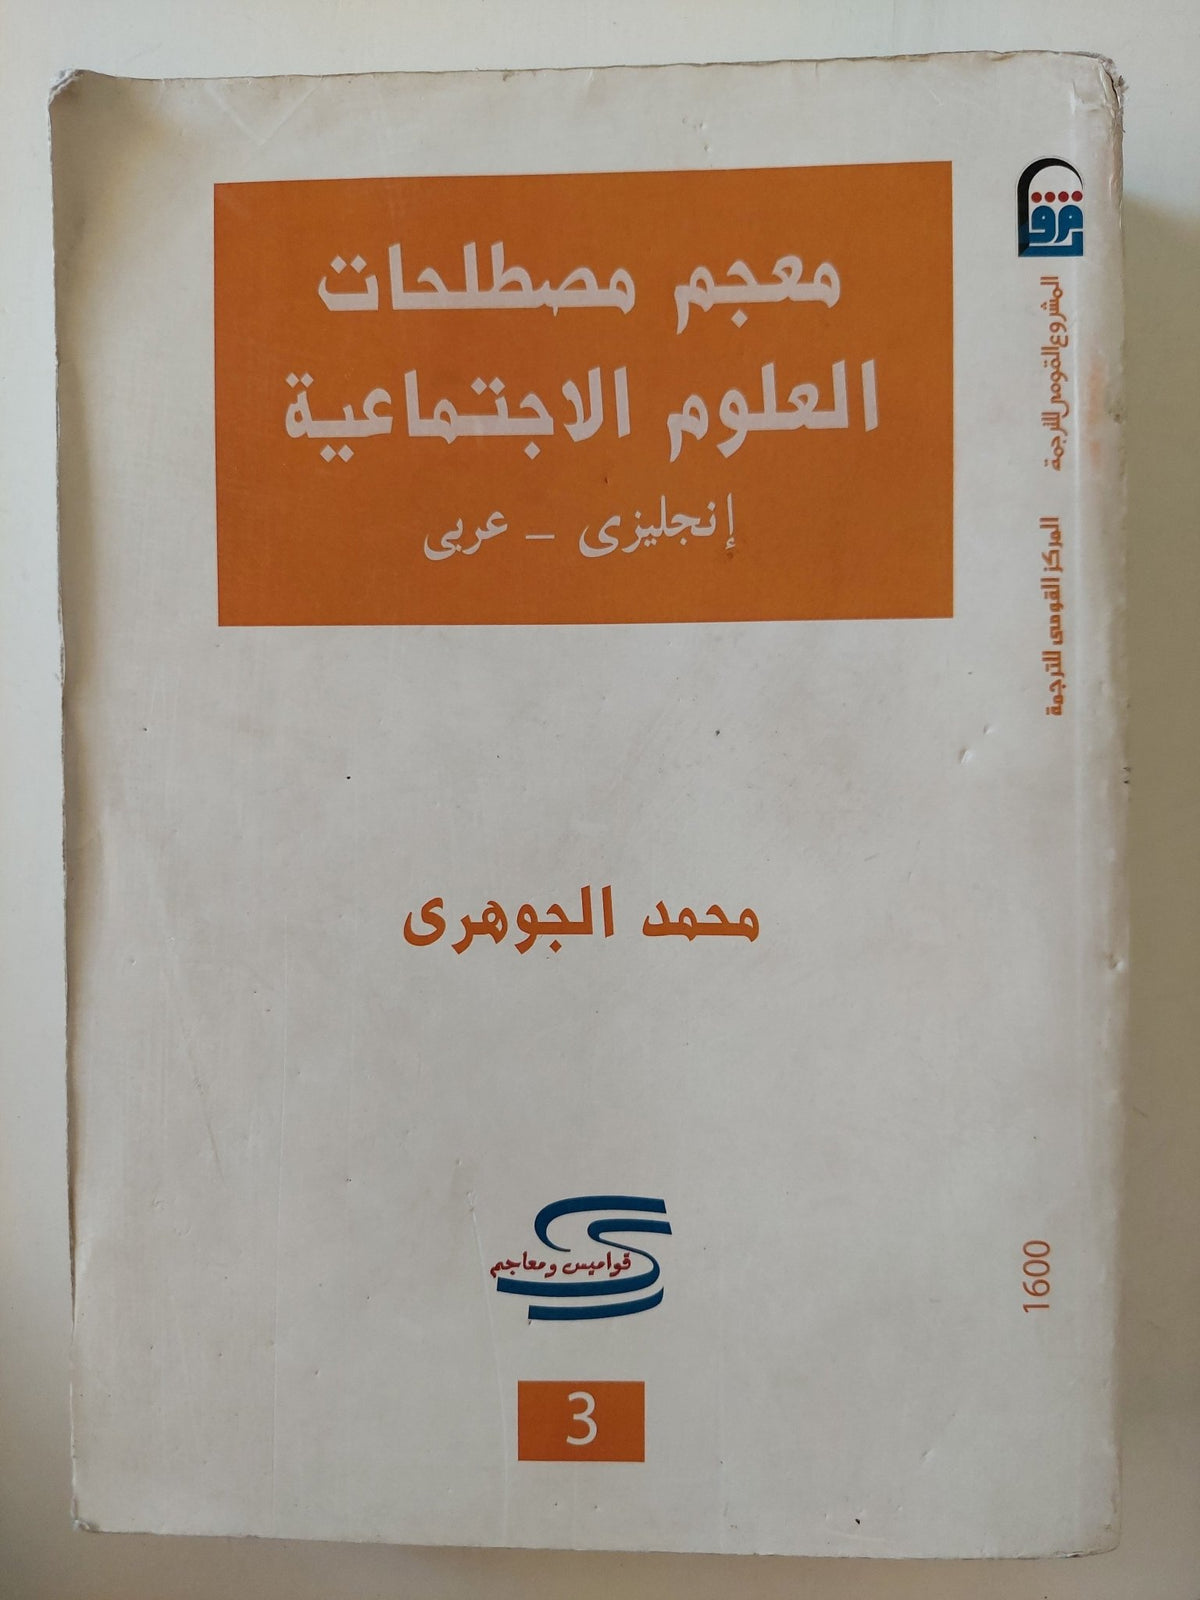 معجم مصطلحات
العلوم الاجتماعية
إنجليزى - عربى
محمد الجوهرى
قواميس ومعاجم
3
المشروع القومى للترجمة
المركز القومى للترجمة
1600